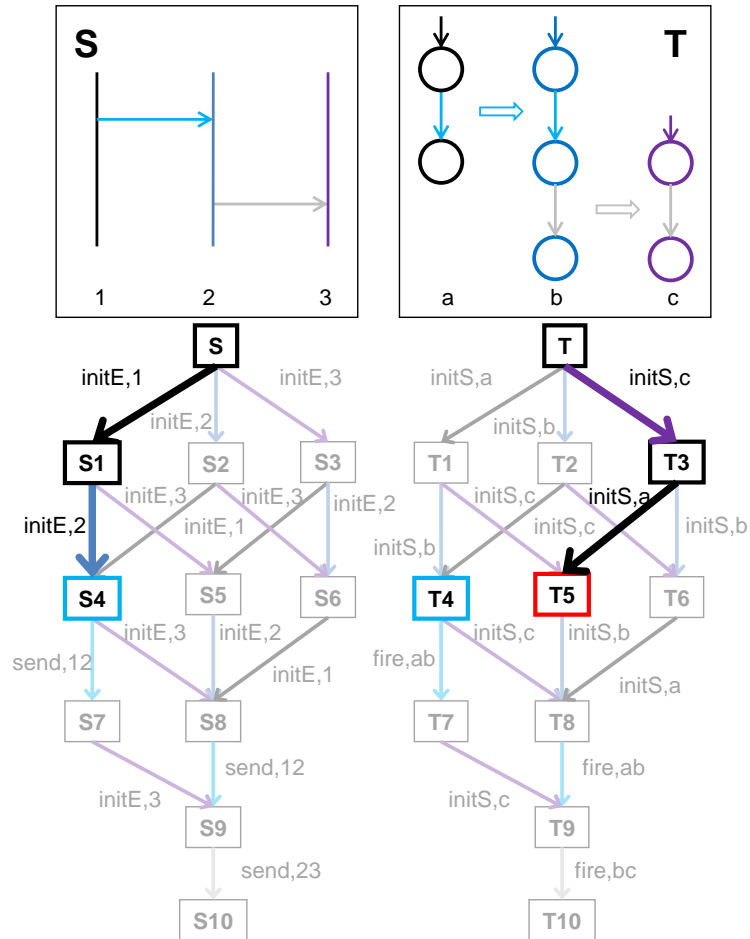 S
T
1 2 3
a b c
S
T
initE,1
initE,3
initE,2
initS,a
initS,c
initS,b
S1
S2
S3
T1
T2
T3
initE,3
initE,3
initE,2
initE,2
initE,1
initS,c
initS,a
initS,b
initS,c
initS,b
S4
S5
S6
T4
T5
T6
initE,3
initE,2
send,12
initE,1
initS,c
initS,b
fire,ab
initS,a
S7
S8
T7
T8
send,12
initE,3
fire,ab
initS,c
S9
T9
send,23
fire,bc
S10
T10